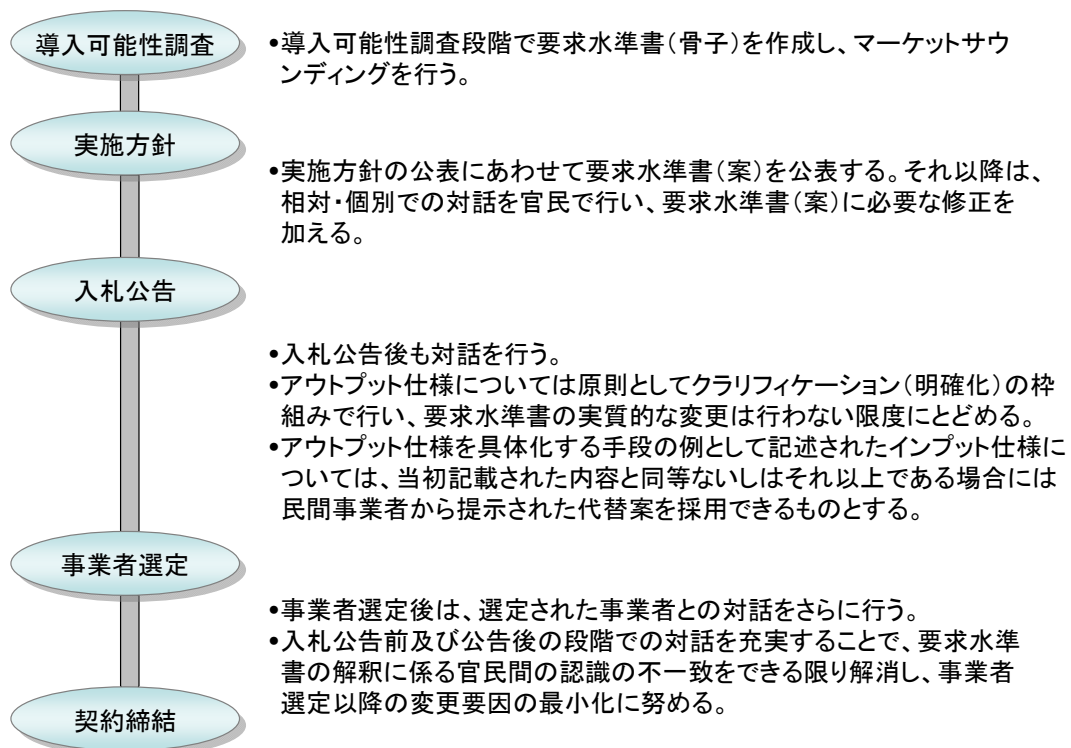 導入可能性調査
•導入可能性調査段階で要求水準書（骨子）を作成し、マーケットサウ
ンディングを行う。
実施方針
•実施方針の公表にあわせて要求水準書（案）を公表する。それ以降は、
相対・個別での対話を官民で行い、要求水準書（案）に必要な修正を
加える。
入札公告
•入札公告後も対話を行う。
•アウトプット仕様については原則としてクラリフィケーション（明確化）の枠
組みで行い、要求水準書の実質的な変更は行わない限度にとどめる。
•アウトプット仕様を具体化する手段の例として記述されたインプット仕様に
ついては、当初記載された内容と同等ないしはそれ以上である場合には
民間事業者から提示された代替案を採用できるものとする。
事業者選定
•事業者選定後は、選定された事業者との対話をさらに行う。
•入札公告前及び公告後の段階での対話を充実することで、要求水準
書の解釈に係る官民間の認識の不一致をできる限り解消し、事業者
選定以降の変更要因の最小化に努める。
契約締結